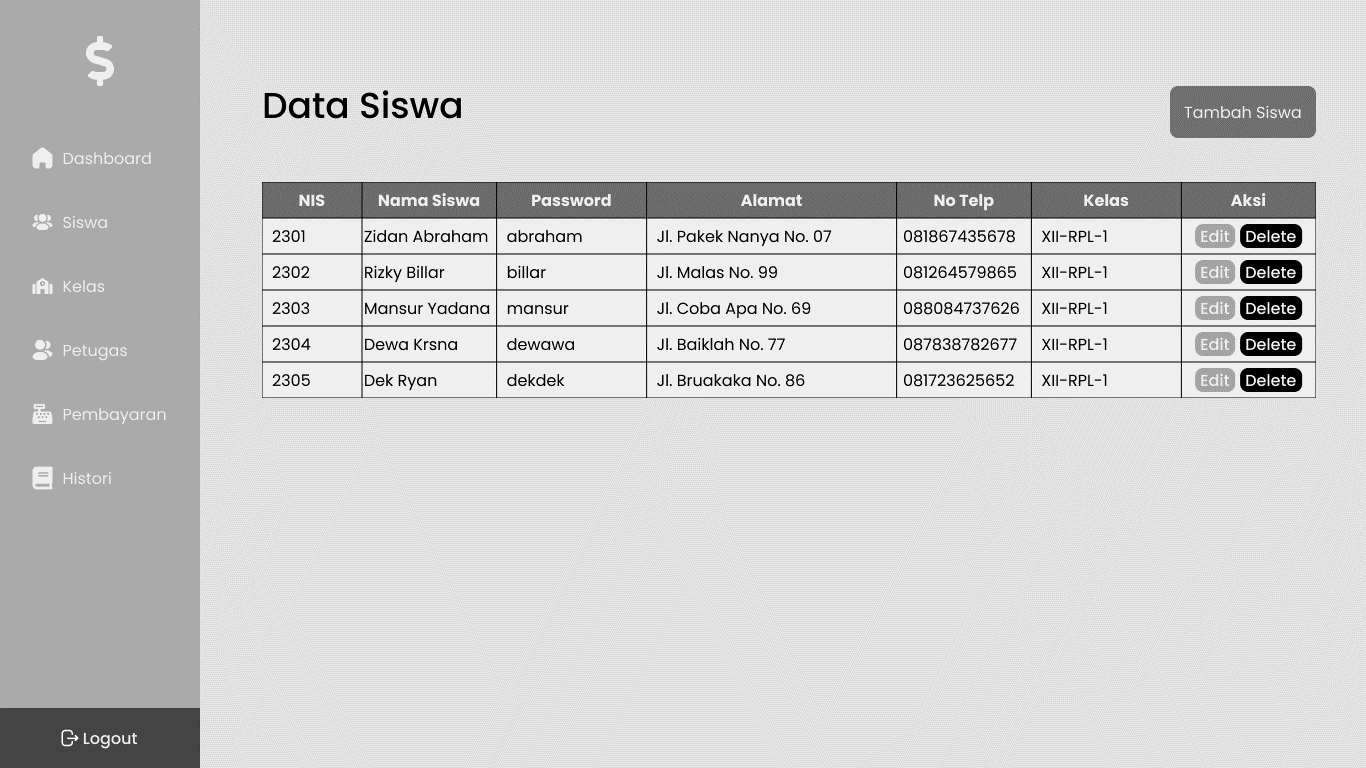 $
Dashboard
Siswa
Kelas
Petugas
Pembayaran
Histori
Logout
Data Siswa
Tambah Siswa
NIS Nama Siswa Password Alamat No Telp Kelas Aksi
2301 Zidan Abraham abraham Jl. Pakek Nanya No. 07 081867435678 XII-RPL-1 Edit Delete
2302 Rizky Billar billar Jl. Malas No. 99 081264579865 XII-RPL-1 Edit Delete
2303 Mansur Yadana mansur Jl. Coba Apa No. 69 088084737626 XII-RPL-1 Edit Delete
2304 Dewa Krsna dewawa Jl. Baiklah No. 77 087838782677 XII-RPL-1 Edit Delete
2305 Dek Ryan dekdek Jl. Bruakaka No. 86 081723625652 XII-RPL-1 Edit Delete